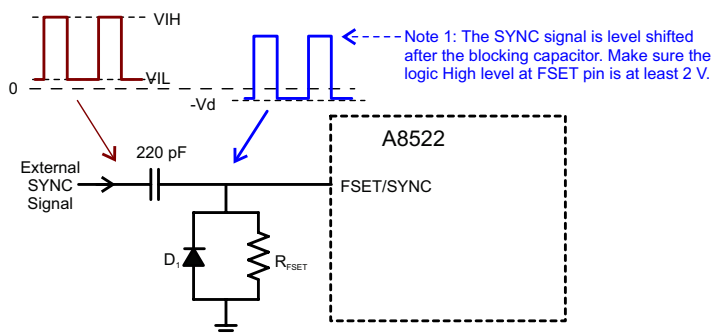 VIH
VIL
0
-Vd
Note 1: The SYNC signal is level shifted
after the blocking capacitor. Make sure the
logic High level at FSET pin is at least 2 V.
A8522
220 pF
External
SYNC
Signal
FSET/SYNC
D1
RFSET